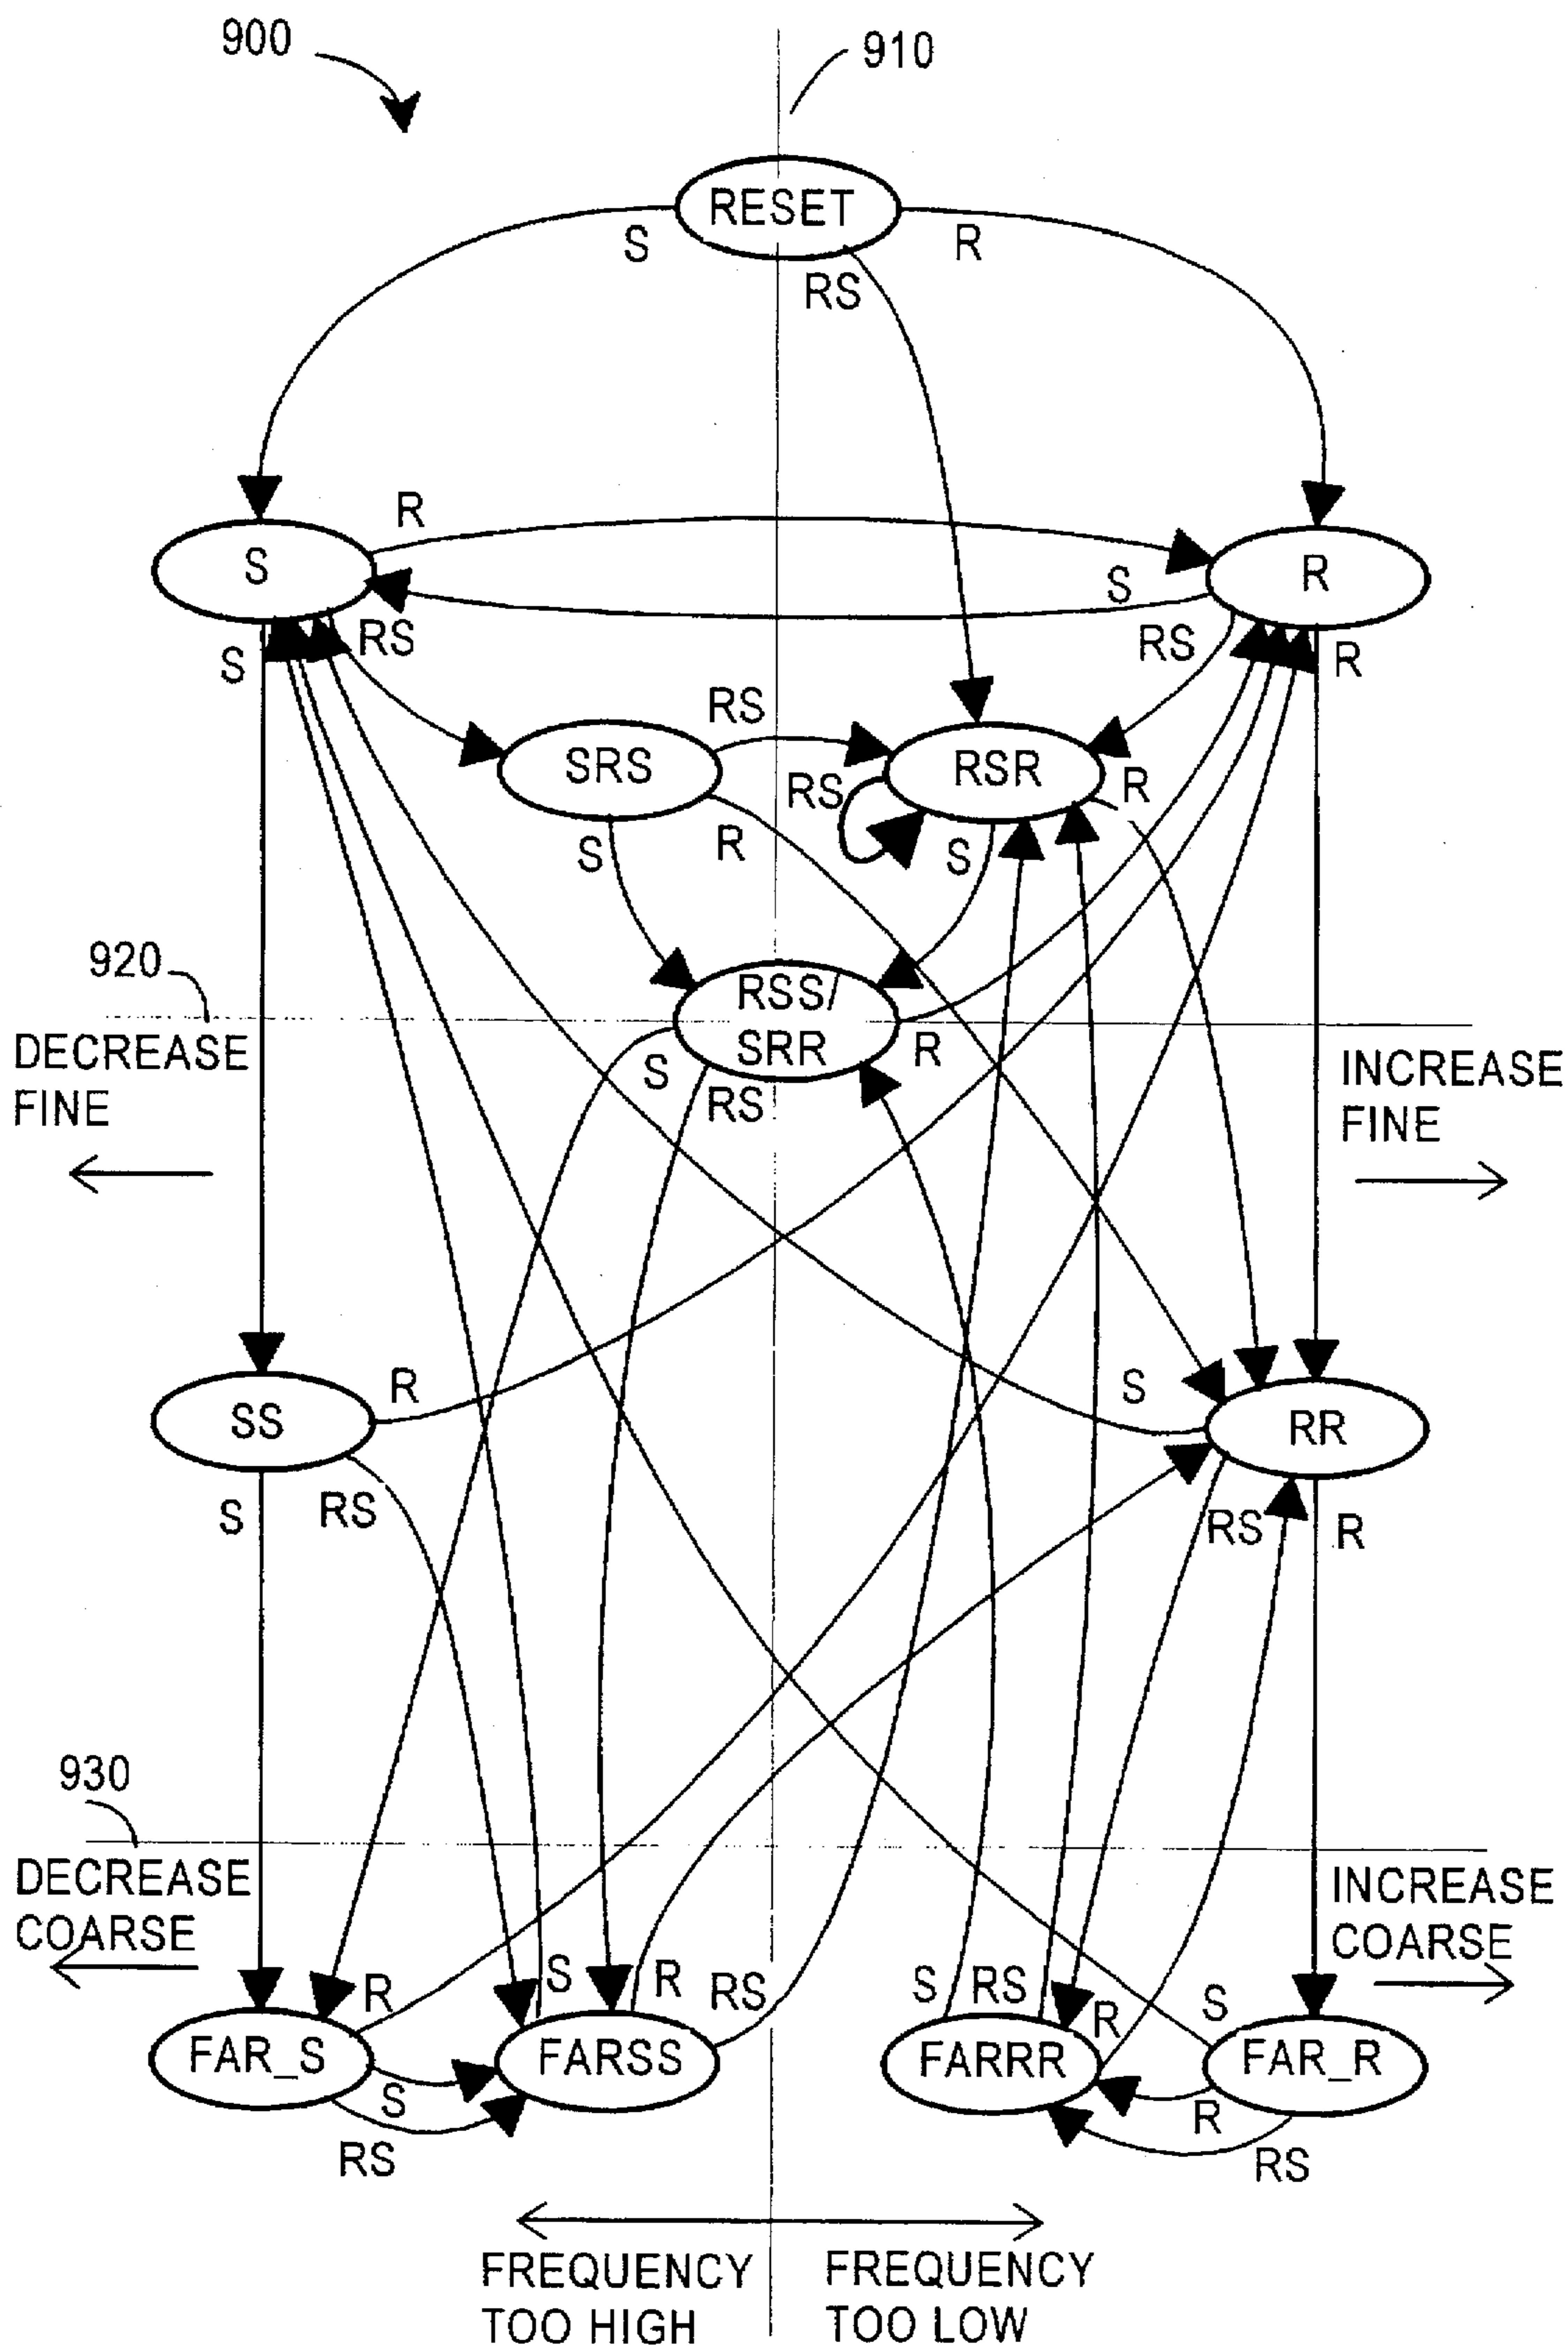 900
910
RESET
S
R
RS
S
R
S
R
S
RS
RS
S
R
RS
SRS
RSR
RS
R
S
R
S
920
RSS/
SRR
DECREASE
FINE
S
RS
R
INCREASE
FINE
R
S
SS
RR
S
RS
RS
R
930
DECREASE
COARSE
INCREASE
COARSE
R
S
R
RS
S
RS
R
S
FAR_S
FARSS
FARRR
FAR_R
S
R
RS
RS
FREQUENCY
TOO HIGH
FREQUENCY
TOO LOW